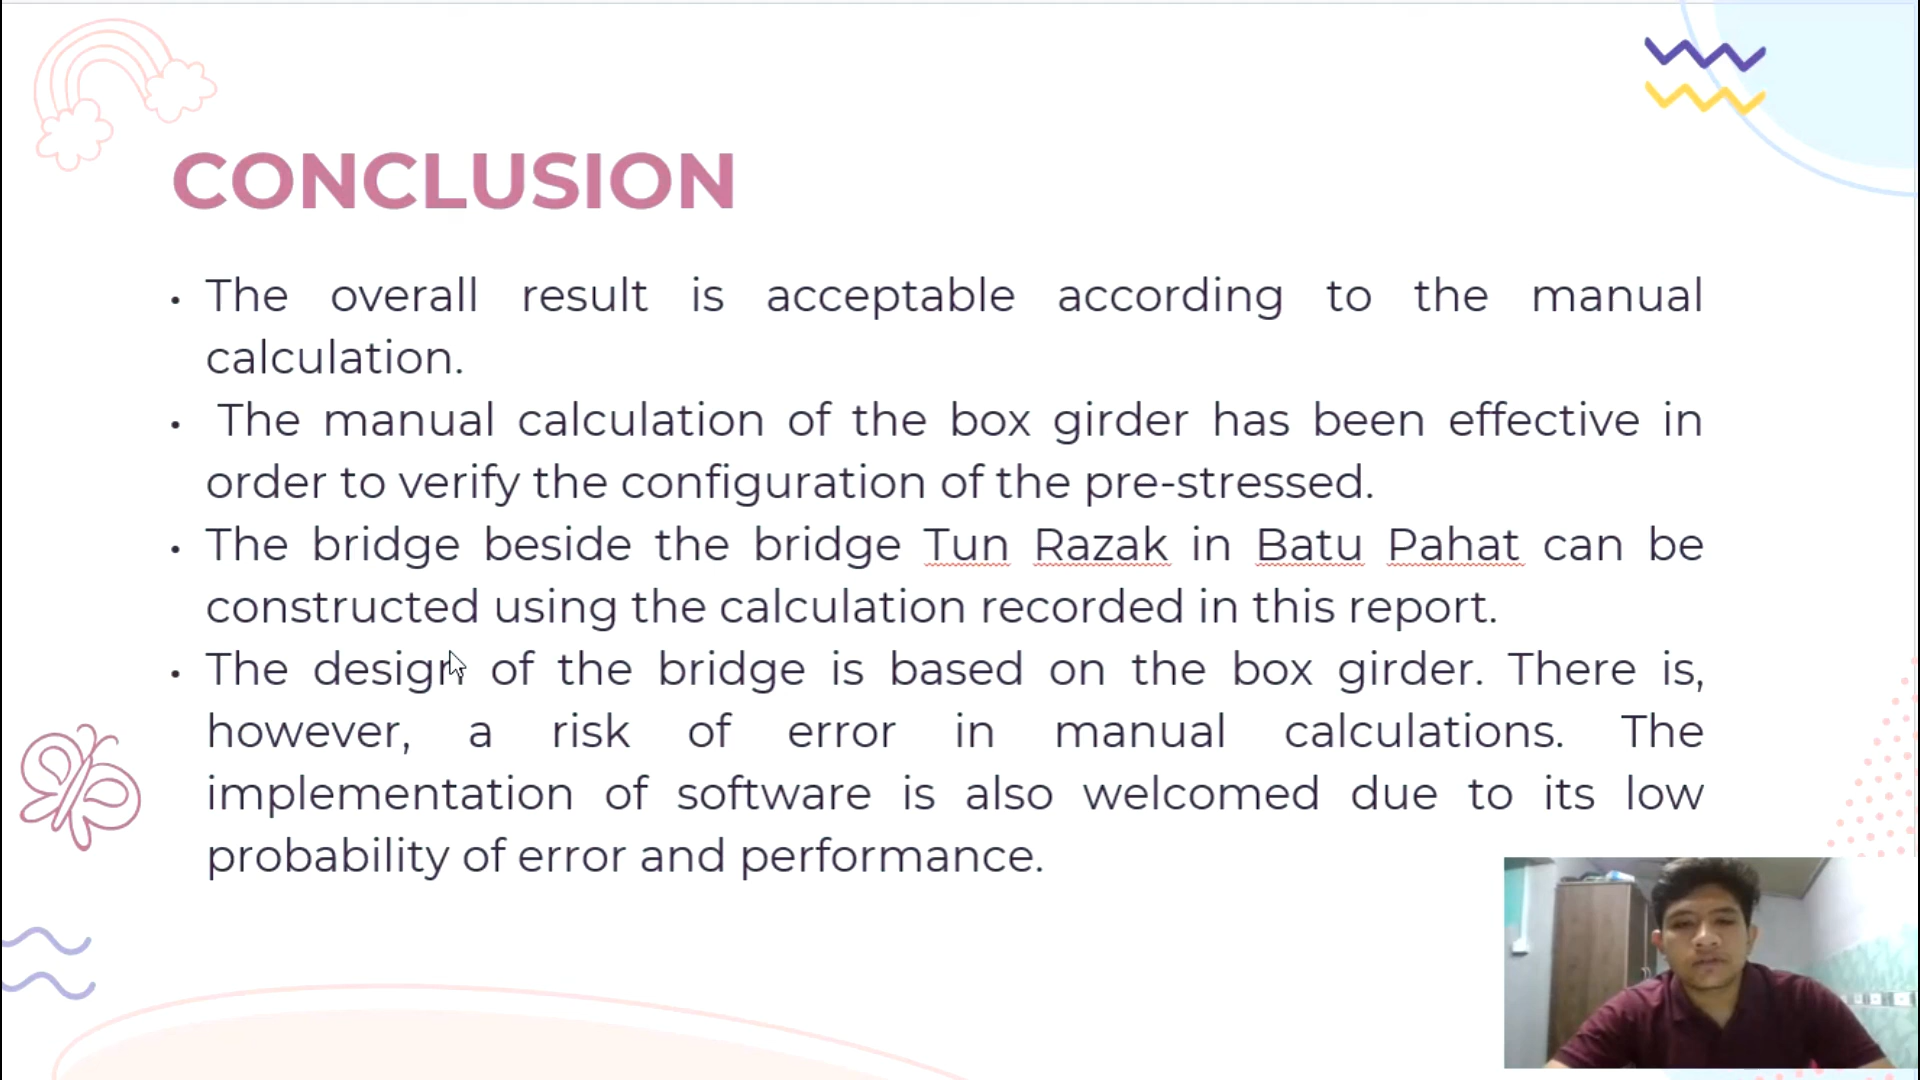 CONCLUSION
• The overall result is acceptable according to the manual
calculation.
• The manual calculation of the box girder has been effective in
order to verify the configuration of the pre-stressed.
• The bridge beside the bridge Tun Razak in Batu Pahat can be
constructed using the calculation recorded in this report.
• The design of the bridge is based on the box girder. There is,
however, a risk of error in manual calculations. The
implementation of software is also welcomed due to its low
probability of error and performance.